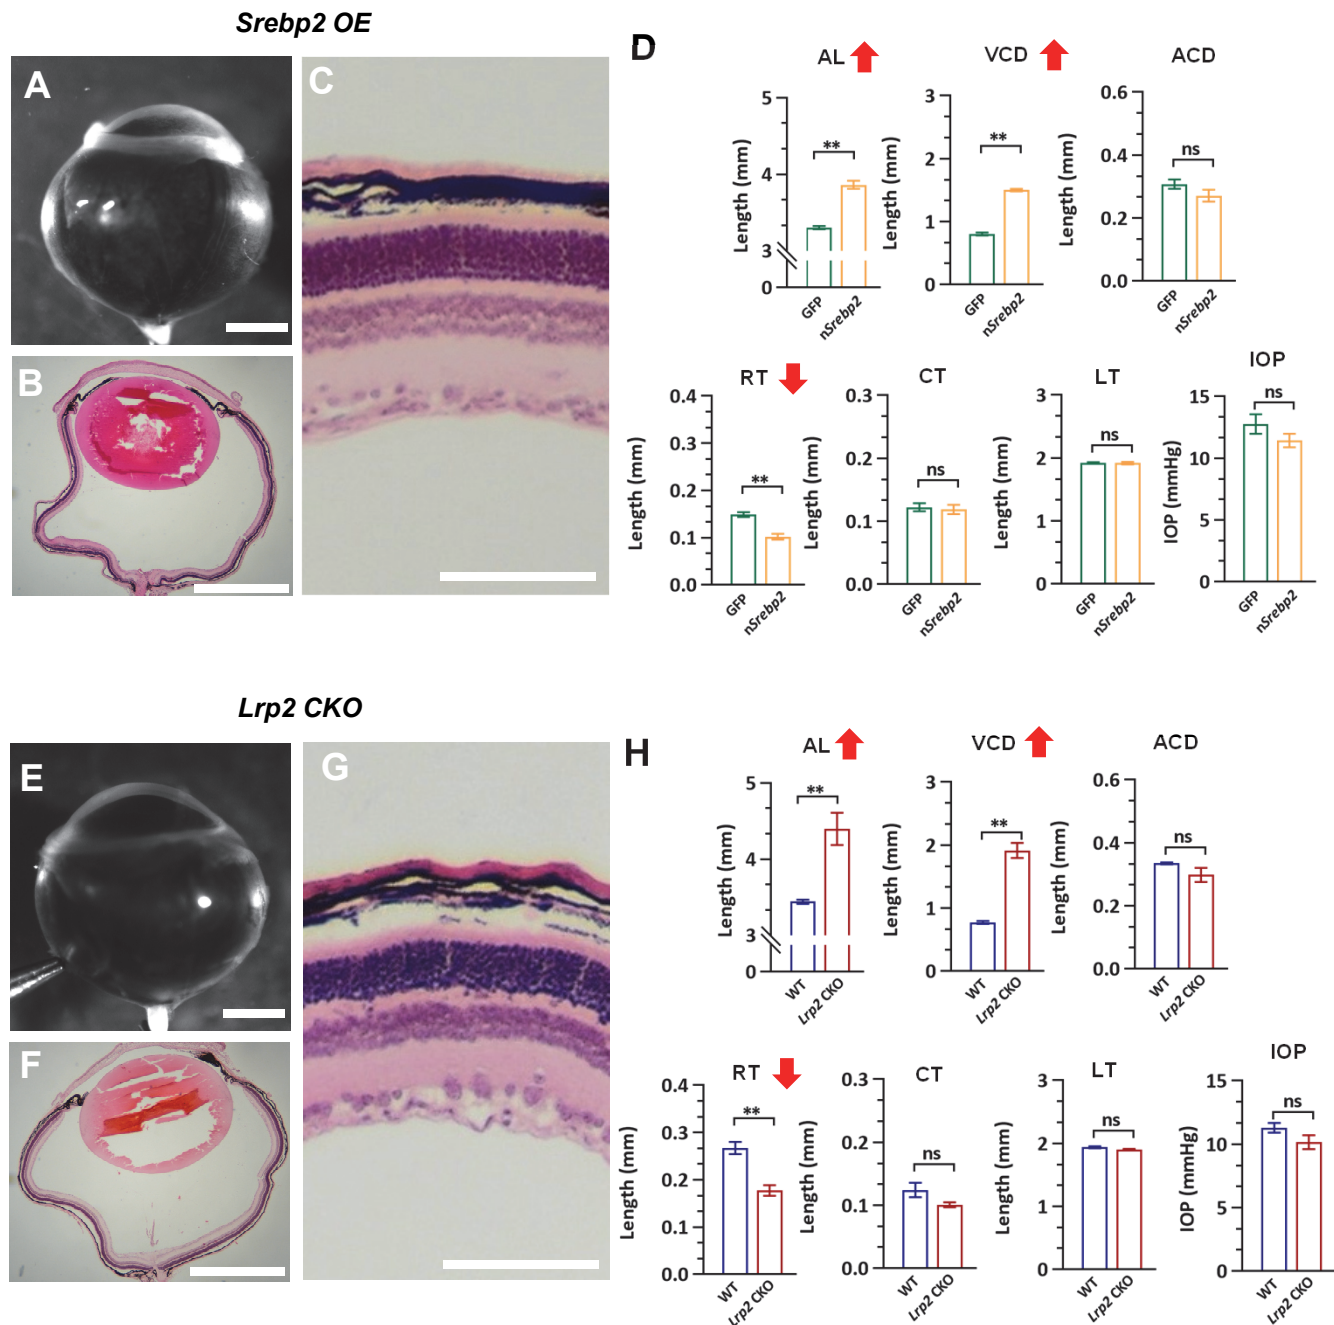 Srebp2 OE
A
B
C
D
AL
Length (mm)
5
4
3
0
**
GFP
nSrebp2
VCD
Length (mm)
3
2
1
0
**
GFP
nSrebp2
ACD
Length (mm)
0.6
0.4
0.2
0.0
ns
GFP
nSrebp2
RT
Length (mm)
0.4
0.3
0.2
0.1
0.0
**
GFP
nSrebp2
CT
Length (mm)
0.3
0.2
0.1
0.0
ns
GFP
nSrebp2
LT
Length (mm)
3
2
1
0
ns
GFP
nSrebp2
IOP
IOP (mmHg)
15
10
5
0
ns
GFP
nSrebp2
Lrp2 CKO
E
F
G
H
AL
Length (mm)
5
4
3
0
**
WT
Lrp2 CKO
VCD
Length (mm)
3
2
1
0
**
WT
Lrp2 CKO
ACD
Length (mm)
0.6
0.4
0.2
0.0
ns
WT
Lrp2 CKO
RT
Length (mm)
0.4
0.3
0.2
0.1
0.0
**
WT
Lrp2 CKO
CT
Length (mm)
0.3
0.2
0.1
0.0
ns
WT
Lrp2 CKO
LT
Length (mm)
3
2
1
0
ns
WT
Lrp2 CKO
IOP
IOP (mmHg)
15
10
5
0
ns
WT
Lrp2 CKO